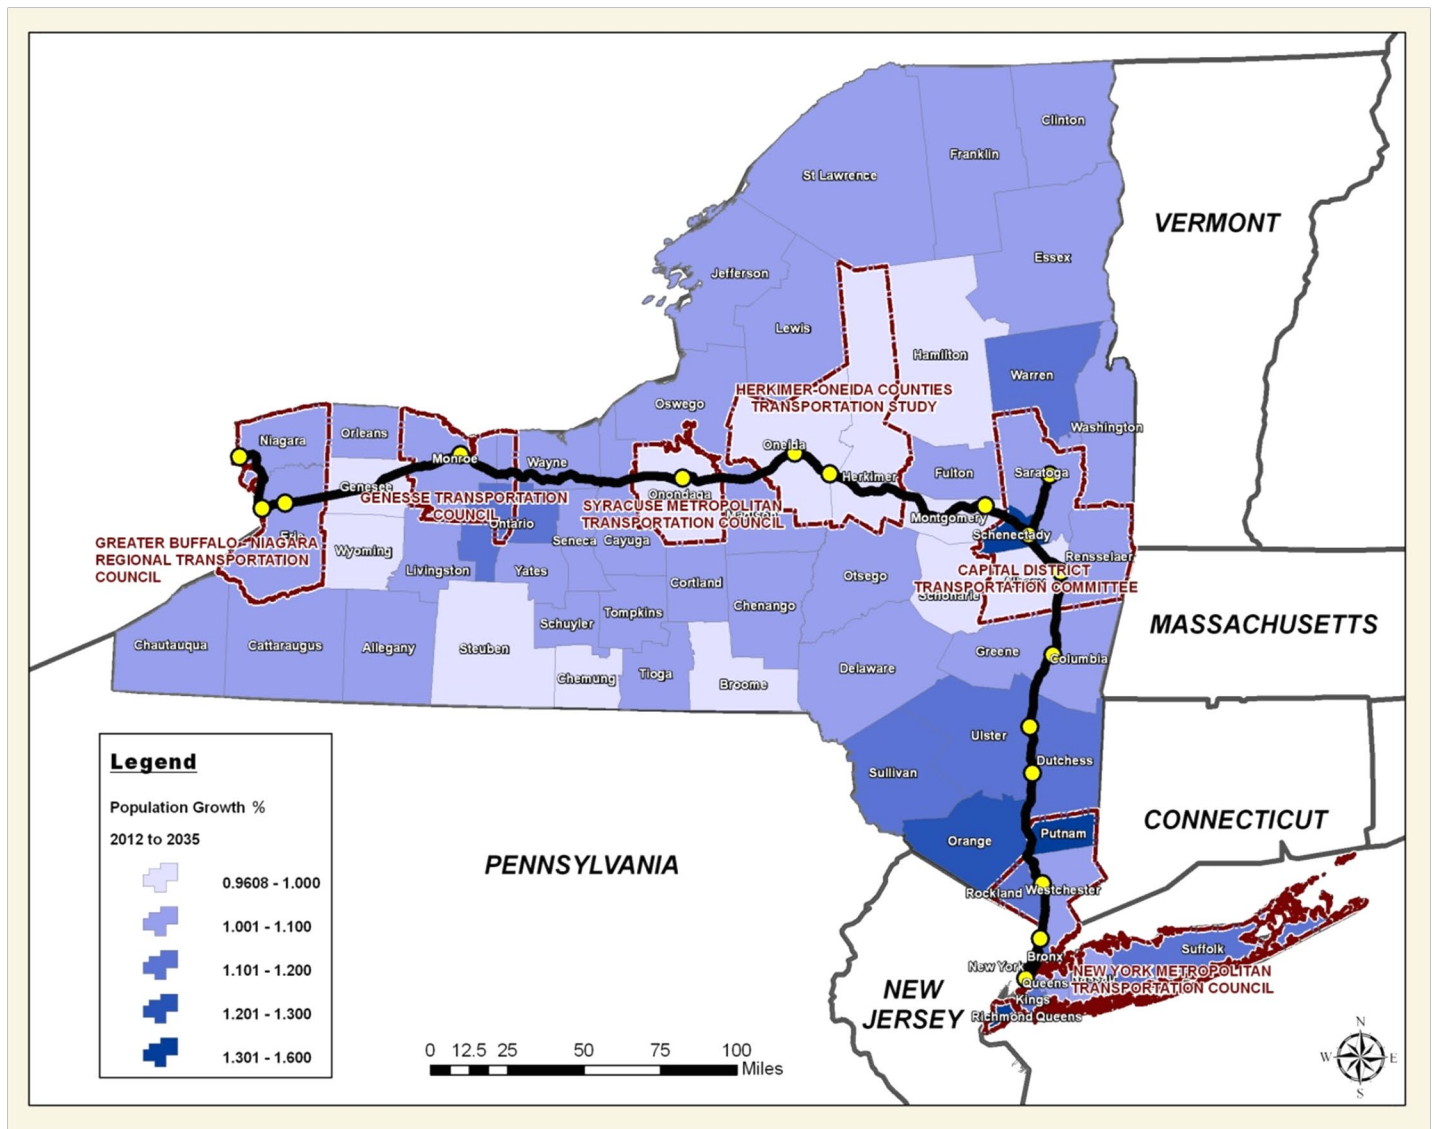 Clinton
Franklin
St Lawrence
VERMONT
Essex
Jefferson
Lewis
Hamilton
Warren
HERKIMER-ONEIDA COUNTIES
TRANSPORTATION STUDY
Oswego
Washington
Niagara
Orleans
Oneida
Monroe
Wayne
Fulton
Saratoga
Herkimer
Genesee
GENESSE TRANSPORTATION
COUNCIL
Onondaga
SYRACUSE METROPOLITAN
TRANSPORTATION COUNCIL
Montgomery
Ontario
Schenectady
Erie
GREATER BUFFALO - NIAGARA
REGIONAL TRANSPORTATION
COUNCIL
Wyoming
Seneca
Cayuga
Rensselaer
Livingston
Yates
Otsego
CAPITAL DISTRICT
TRANSPORTATION COMMITTEE
Schoharie
Cortland
Chenango
Tompkins
Schuyler
MASSACHUSETTS
Chautauqua
Cattaraugus
Allegany
Steuben
Greene
Columbia
Chemung
Tioga
Broome
Delaware
Ulster
Dutchess
Sullivan
Legend
Population Growth %
2012 to 2035
0.9608 - 1.000
1.001 - 1.100
1.101 - 1.200
1.201 - 1.300
1.301 - 1.600
PENNSYLVANIA
CONNECTICUT
Orange
Putnam
Rockland
Westchester
Suffolk
Bronx
New York
NEW YORK METROPOLITAN
TRANSPORTATION COUNCIL
Queens
Kings
Richmond Queens
NEW
JERSEY
0 12.5 25 50 75 100
Miles
N
W
E
S